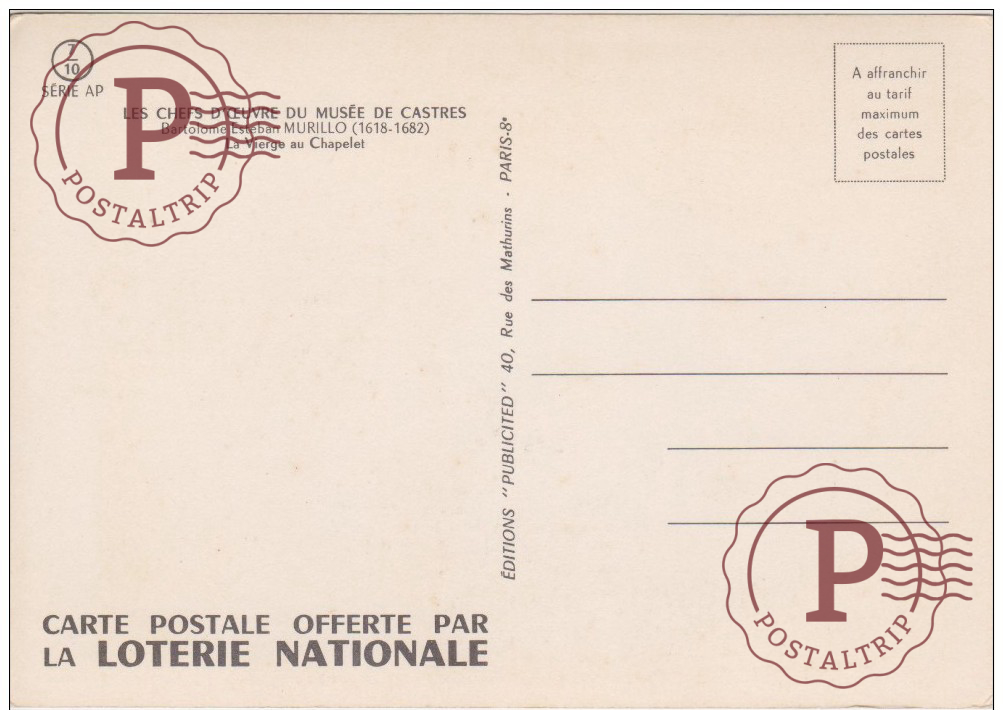 7
10
SÉRIE AP
LES CHEFS D'ŒUVRE DU MUSÉE DE CASTRES
Bartolome Esteban MURILLO (1618-1682)
La Vierge au Chapelet
P
POSTALTRIP
A affranchir
au tarif
maximum
des cartes
postales
ÉDITIONS "PUBLICITED" 40, Rue des Mathurins - PARIS-8e
CARTE POSTALE OFFERTE PAR
LA LOTERIE NATIONALE
P
POSTALTRIP